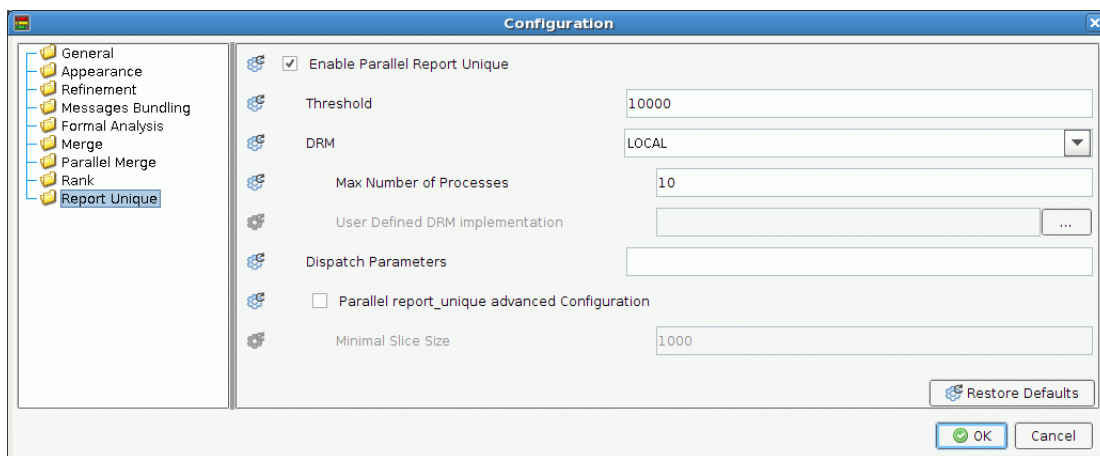 Configuration
General
Appearance
Refinement
Messages Bundling
Formal Analysis
Merge
Parallel Merge
Rank
Report Unique
Enable Parallel Report Unique
Threshold 10000
DRM LOCAL
Max Number of Processes 10
User Defined DRM implementation ...
Dispatch Parameters
Parallel report_unique advanced Configuration
Minimal Slice Size 1000
Restore Defaults
OK Cancel